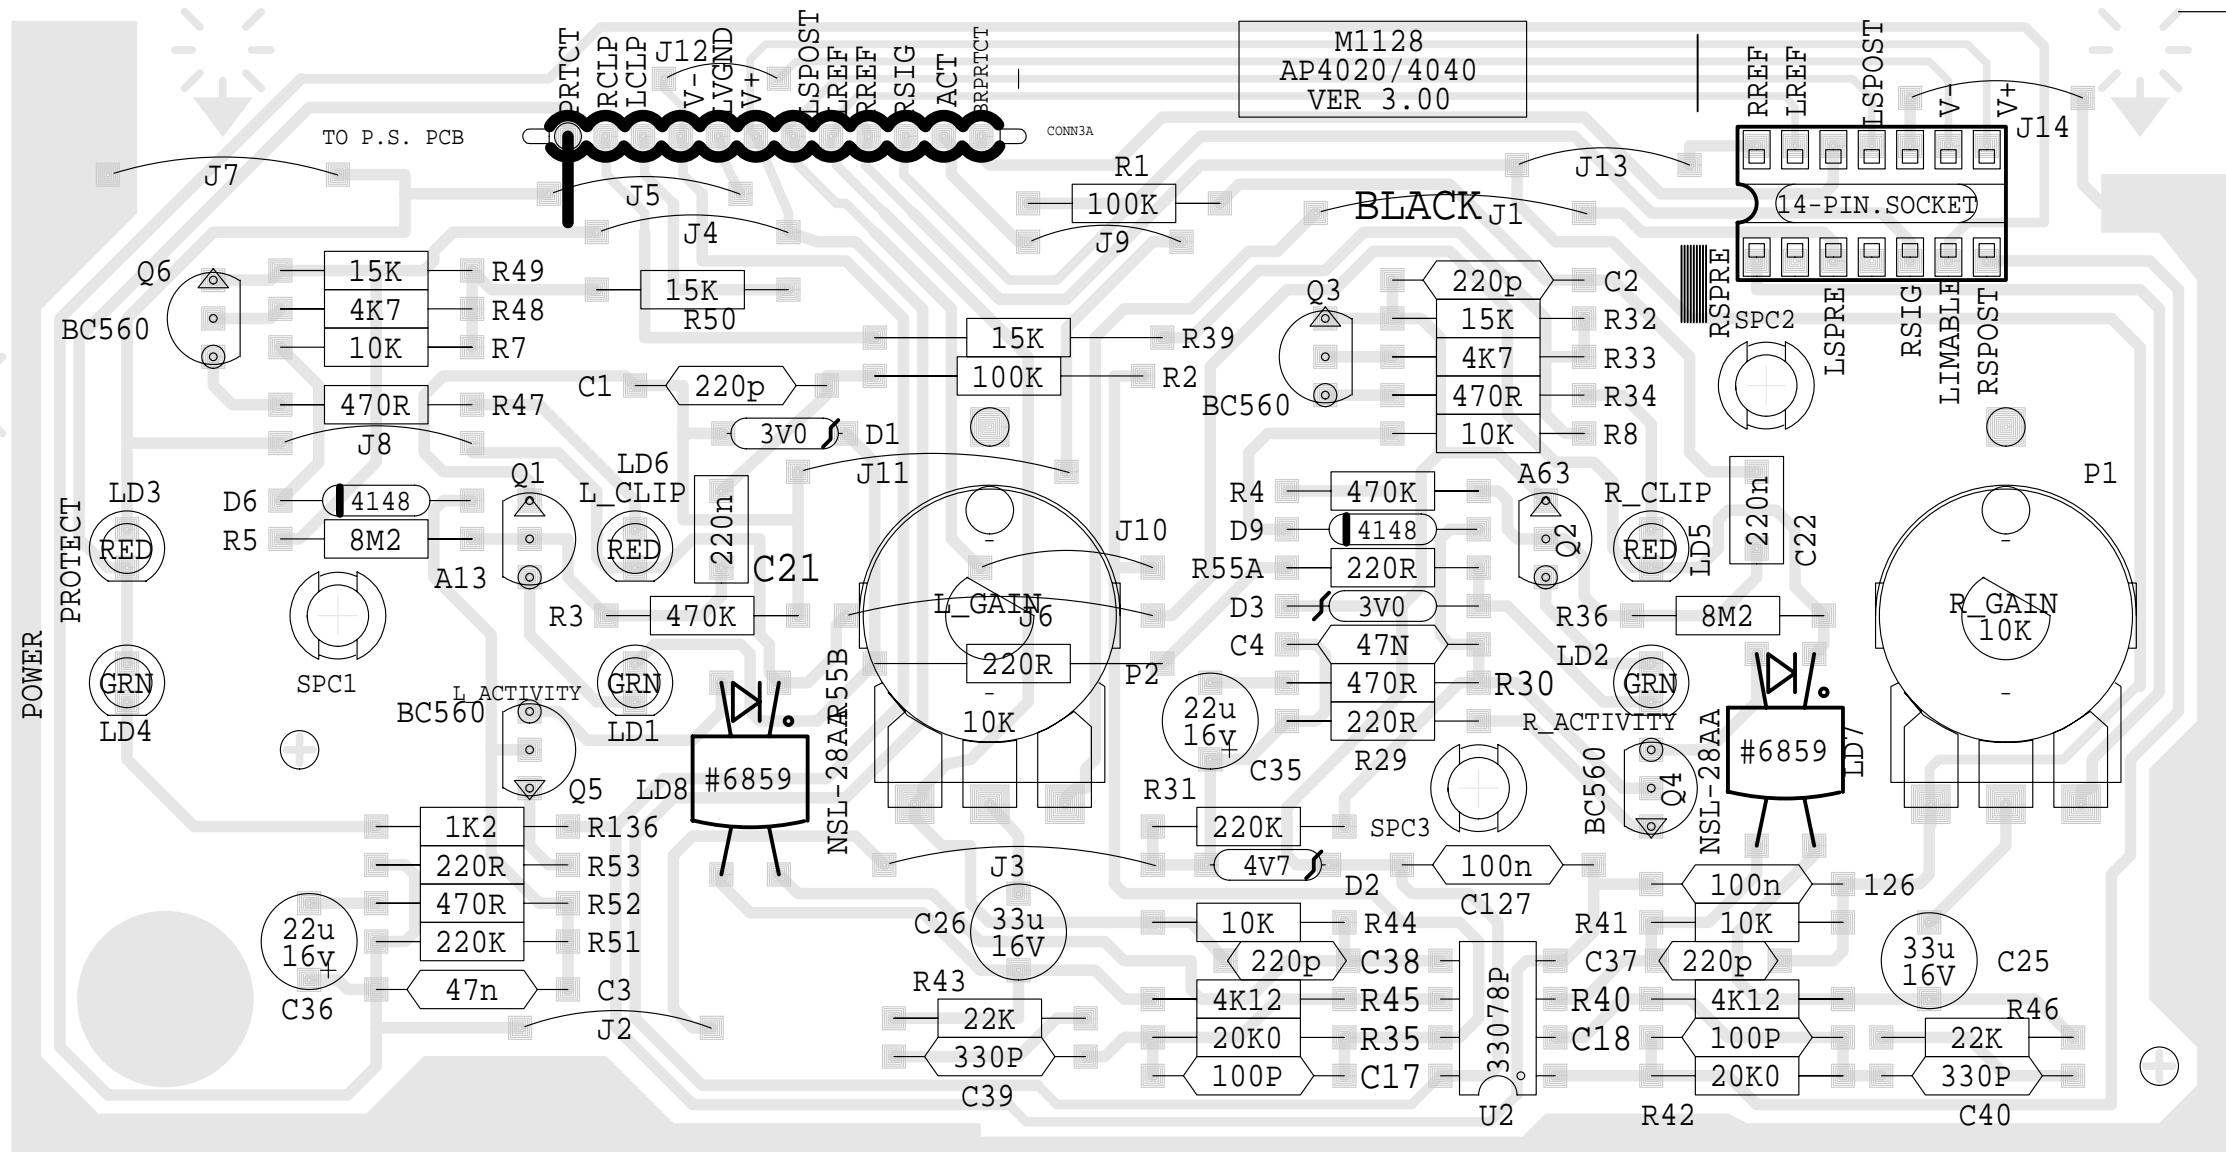 M1128
AP4020/4040
VER 3.00
PRTCT
RCLP
LCLP
J12
V-
LVGND
V+
LSPOST
LREF
RREF
RSIG
ACT
BRPRTCT
TO P.S. PCB
CONN3A
RREF
LREF
LSPOST
V-
V+
J14
J7
J5
J4
R1
100K
J9
BLACK
J1
J13
14-PIN.SOCKET
RSPRE
LSPRE
RSIG
LIMABLE
RSPOST
SPC2
Q6
BC560
15K R49
4K7 R48
10K R7
470R R47
J8
15K
R50
C1 220p
3V0 D1
15K R39
100K R2
J11
Q3
BC560
220p C2
15K R32
4K7 R33
470R R34
10K R8
LD3
RED
PROTECT
D6 4148
R5 8M2
Q1
A13
LD6
L_CLIP
RED
220n
C21
R3 470K
J10
L_GAIN
J6
220R
10K
P2
R55B
R4 470K
D9 4148
R55A 220R
D3 3V0
C4 47N
470R R30
220R
R29
A63
Q2
R_CLIP
RED
LD5
220n
C22
R36 8M2
P1
R_GAIN
10K
POWER
GRN
LD4
SPC1
L_ACTIVITY
BC560
Q5
GRN
LD1
LD8
#6859
NSL-28AA
22u
16v
+
C35
LD2
GRN
R_ACTIVITY
BC560
Q4
NSL-28AA
#6859
LD7
SPC3
R31
220K
4V7
D2
100n
C127
100n 126
1K2 R136
220R R53
470R R52
220K R51
47n C3
J2
22u
16v
+
C36
J3
C26 33u
16V
R43
22K
330P
C39
10K R44
220p C38
4K12 R45
20K0 R35
100P C17
33078P
U2
R41 10K
C37 220p
R40 4K12
C18 100P
20K0
R42
33u
16V
C25
R46
22K
330P
C40